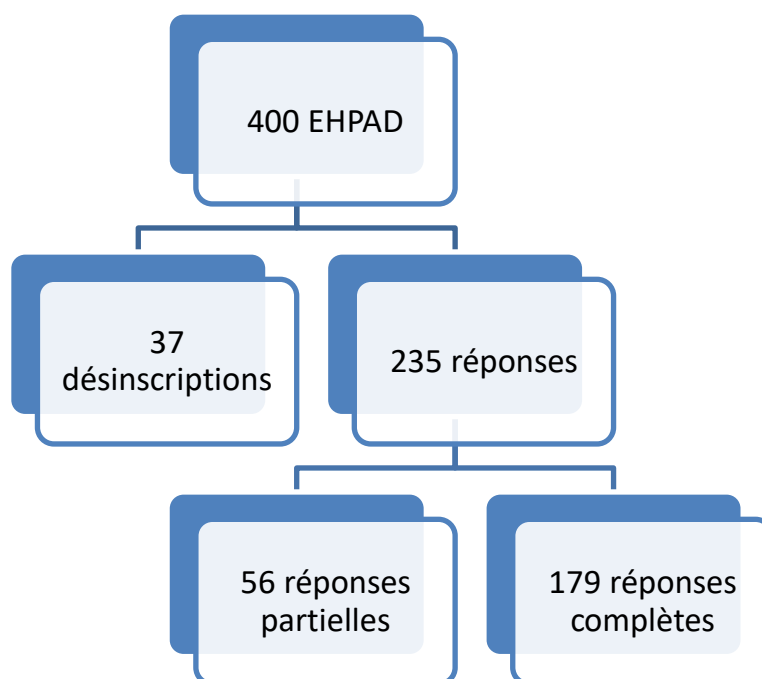 400 EHPAD
37
désinscriptions
235 réponses
56 réponses
partielles
179 réponses
complètes